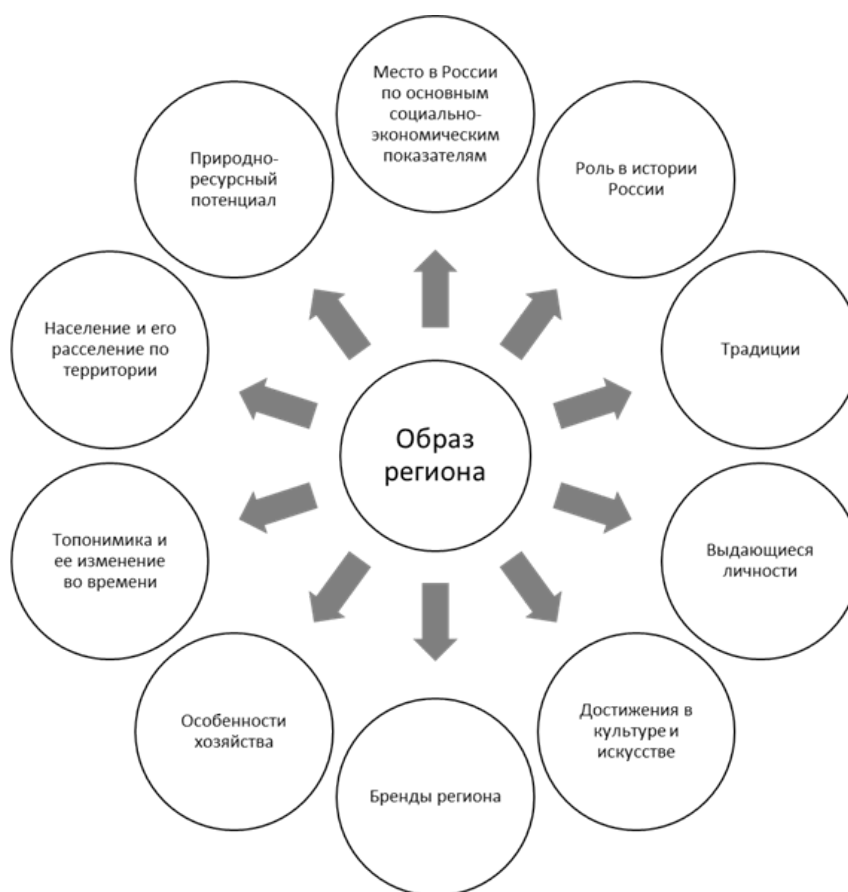 Место в России
по основным
социально-
экономическим
показателям
Роль в истории
России
Традиции
Выдающиеся
личности
Достижения в
культуре и
искусстве
Бренды региона
Особенности
хозяйства
Топонимика и
ее изменение
во времени
Население и его
расселение по
территории
Природно-
ресурсный
потенциал
Образ
региона